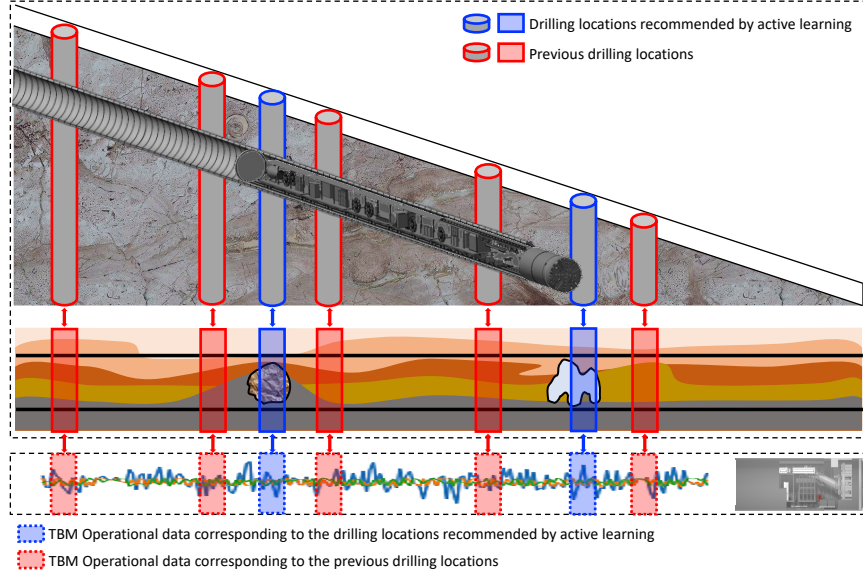 Drilling locations recommended by active learning
Previous drilling locations
TBM Operational data corresponding to the drilling locations recommended by active learning
TBM Operational data corresponding to the previous drilling locations